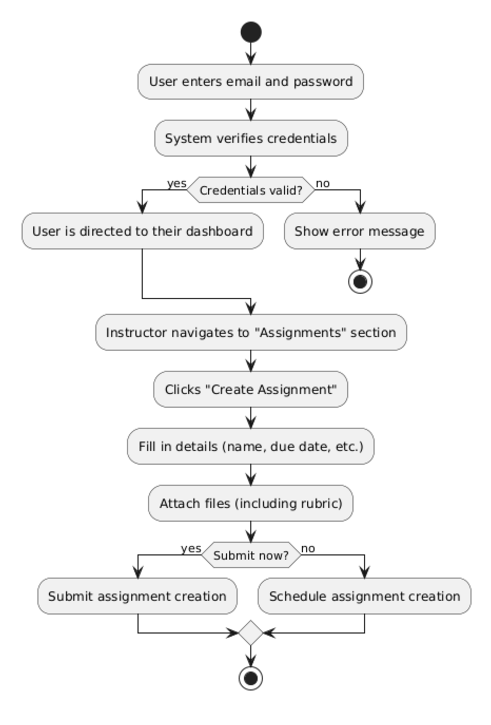 User enters email and password
System verifies credentials
yes
Credentials valid?
no
User is directed to their dashboard
Show error message
Instructor navigates to "Assignments" section
Clicks "Create Assignment"
Fill in details (name, due date, etc.)
Attach files (including rubric)
yes
Submit now?
no
Submit assignment creation
Schedule assignment creation